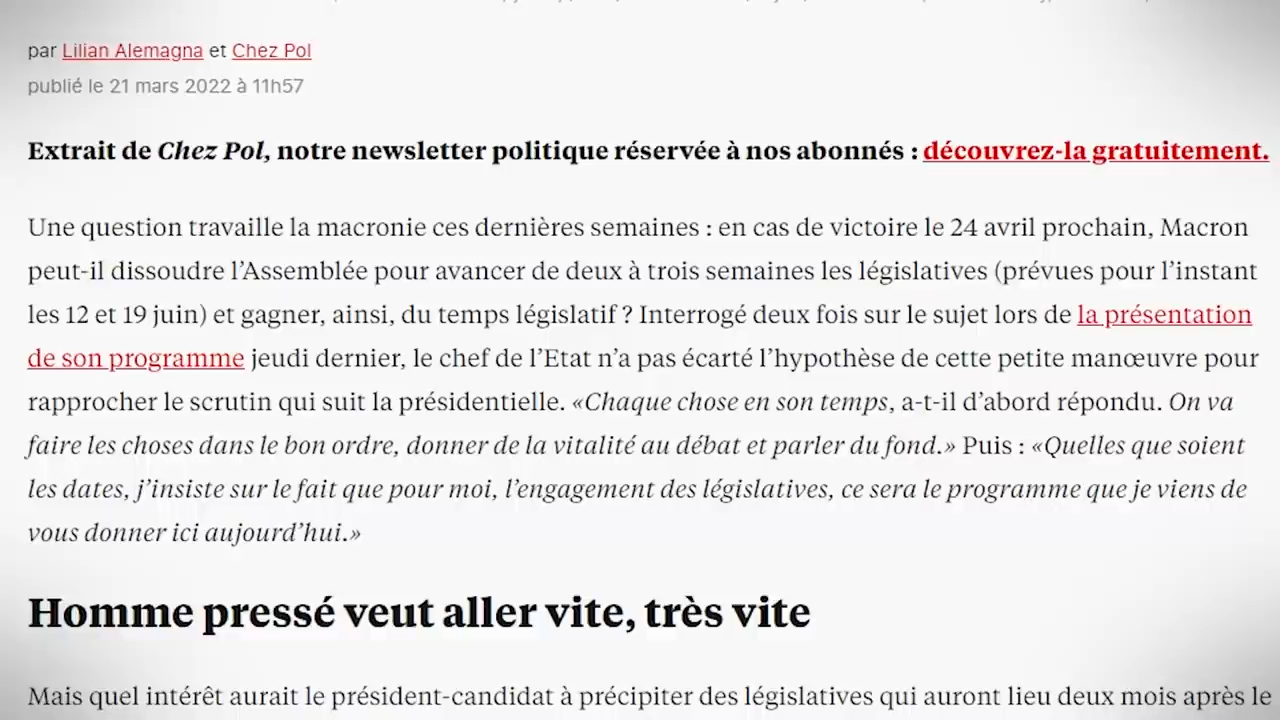 par Lilian Alemagna et Chez Pol
publié le 21 mars 2022 à 11h57
Extrait de Chez Pol, notre newsletter politique réservée à nos abonnés : découvrez-la gratuitement.
Une question travaille la macronie ces dernières semaines : en cas de victoire le 24 avril prochain, Macron
peut-il dissoudre l’Assemblée pour avancer de deux à trois semaines les législatives (prévues pour l’instant
les 12 et 19 juin) et gagner, ainsi, du temps législatif ? Interrogé deux fois sur le sujet lors de la présentation
de son programme jeudi dernier, le chef de l’Etat n’a pas écarté l’hypothèse de cette petite manœuvre pour
rapprocher le scrutin qui suit la présidentielle. «Chaque chose en son temps, a-t-il d’abord répondu. On va
faire les choses dans le bon ordre, donner de la vitalité au débat et parler du fond.» Puis : «Quelles que soient
les dates, j’insiste sur le fait que pour moi, l’engagement des législatives, ce sera le programme que je viens de
vous donner ici aujourd’hui.»
Homme pressé veut aller vite, très vite
Mais quel intérêt aurait le président-candidat à précipiter des législatives qui auront lieu deux mois après le